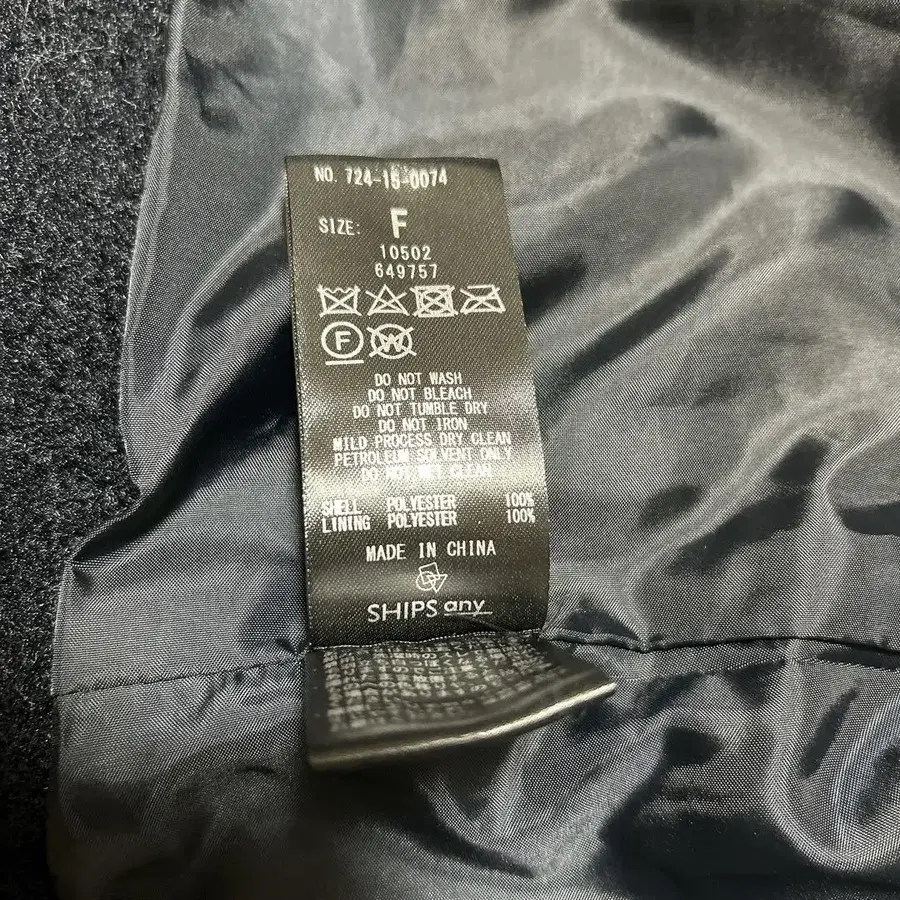 NO. 724-15-0074
SIZE: F
10502
649757
F W
DO NOT WASH
DO NOT BLEACH
DO NOT TUMBLE DRY
DO NOT IRON
MILD PROCESS DRY CLEAN
PETROLEUM SOLVENT ONLY
DO NOT WET CLEAN
SHELL POLYESTER 100%
LINING POLYESTER 100%
MADE IN CHINA
SHIPS any